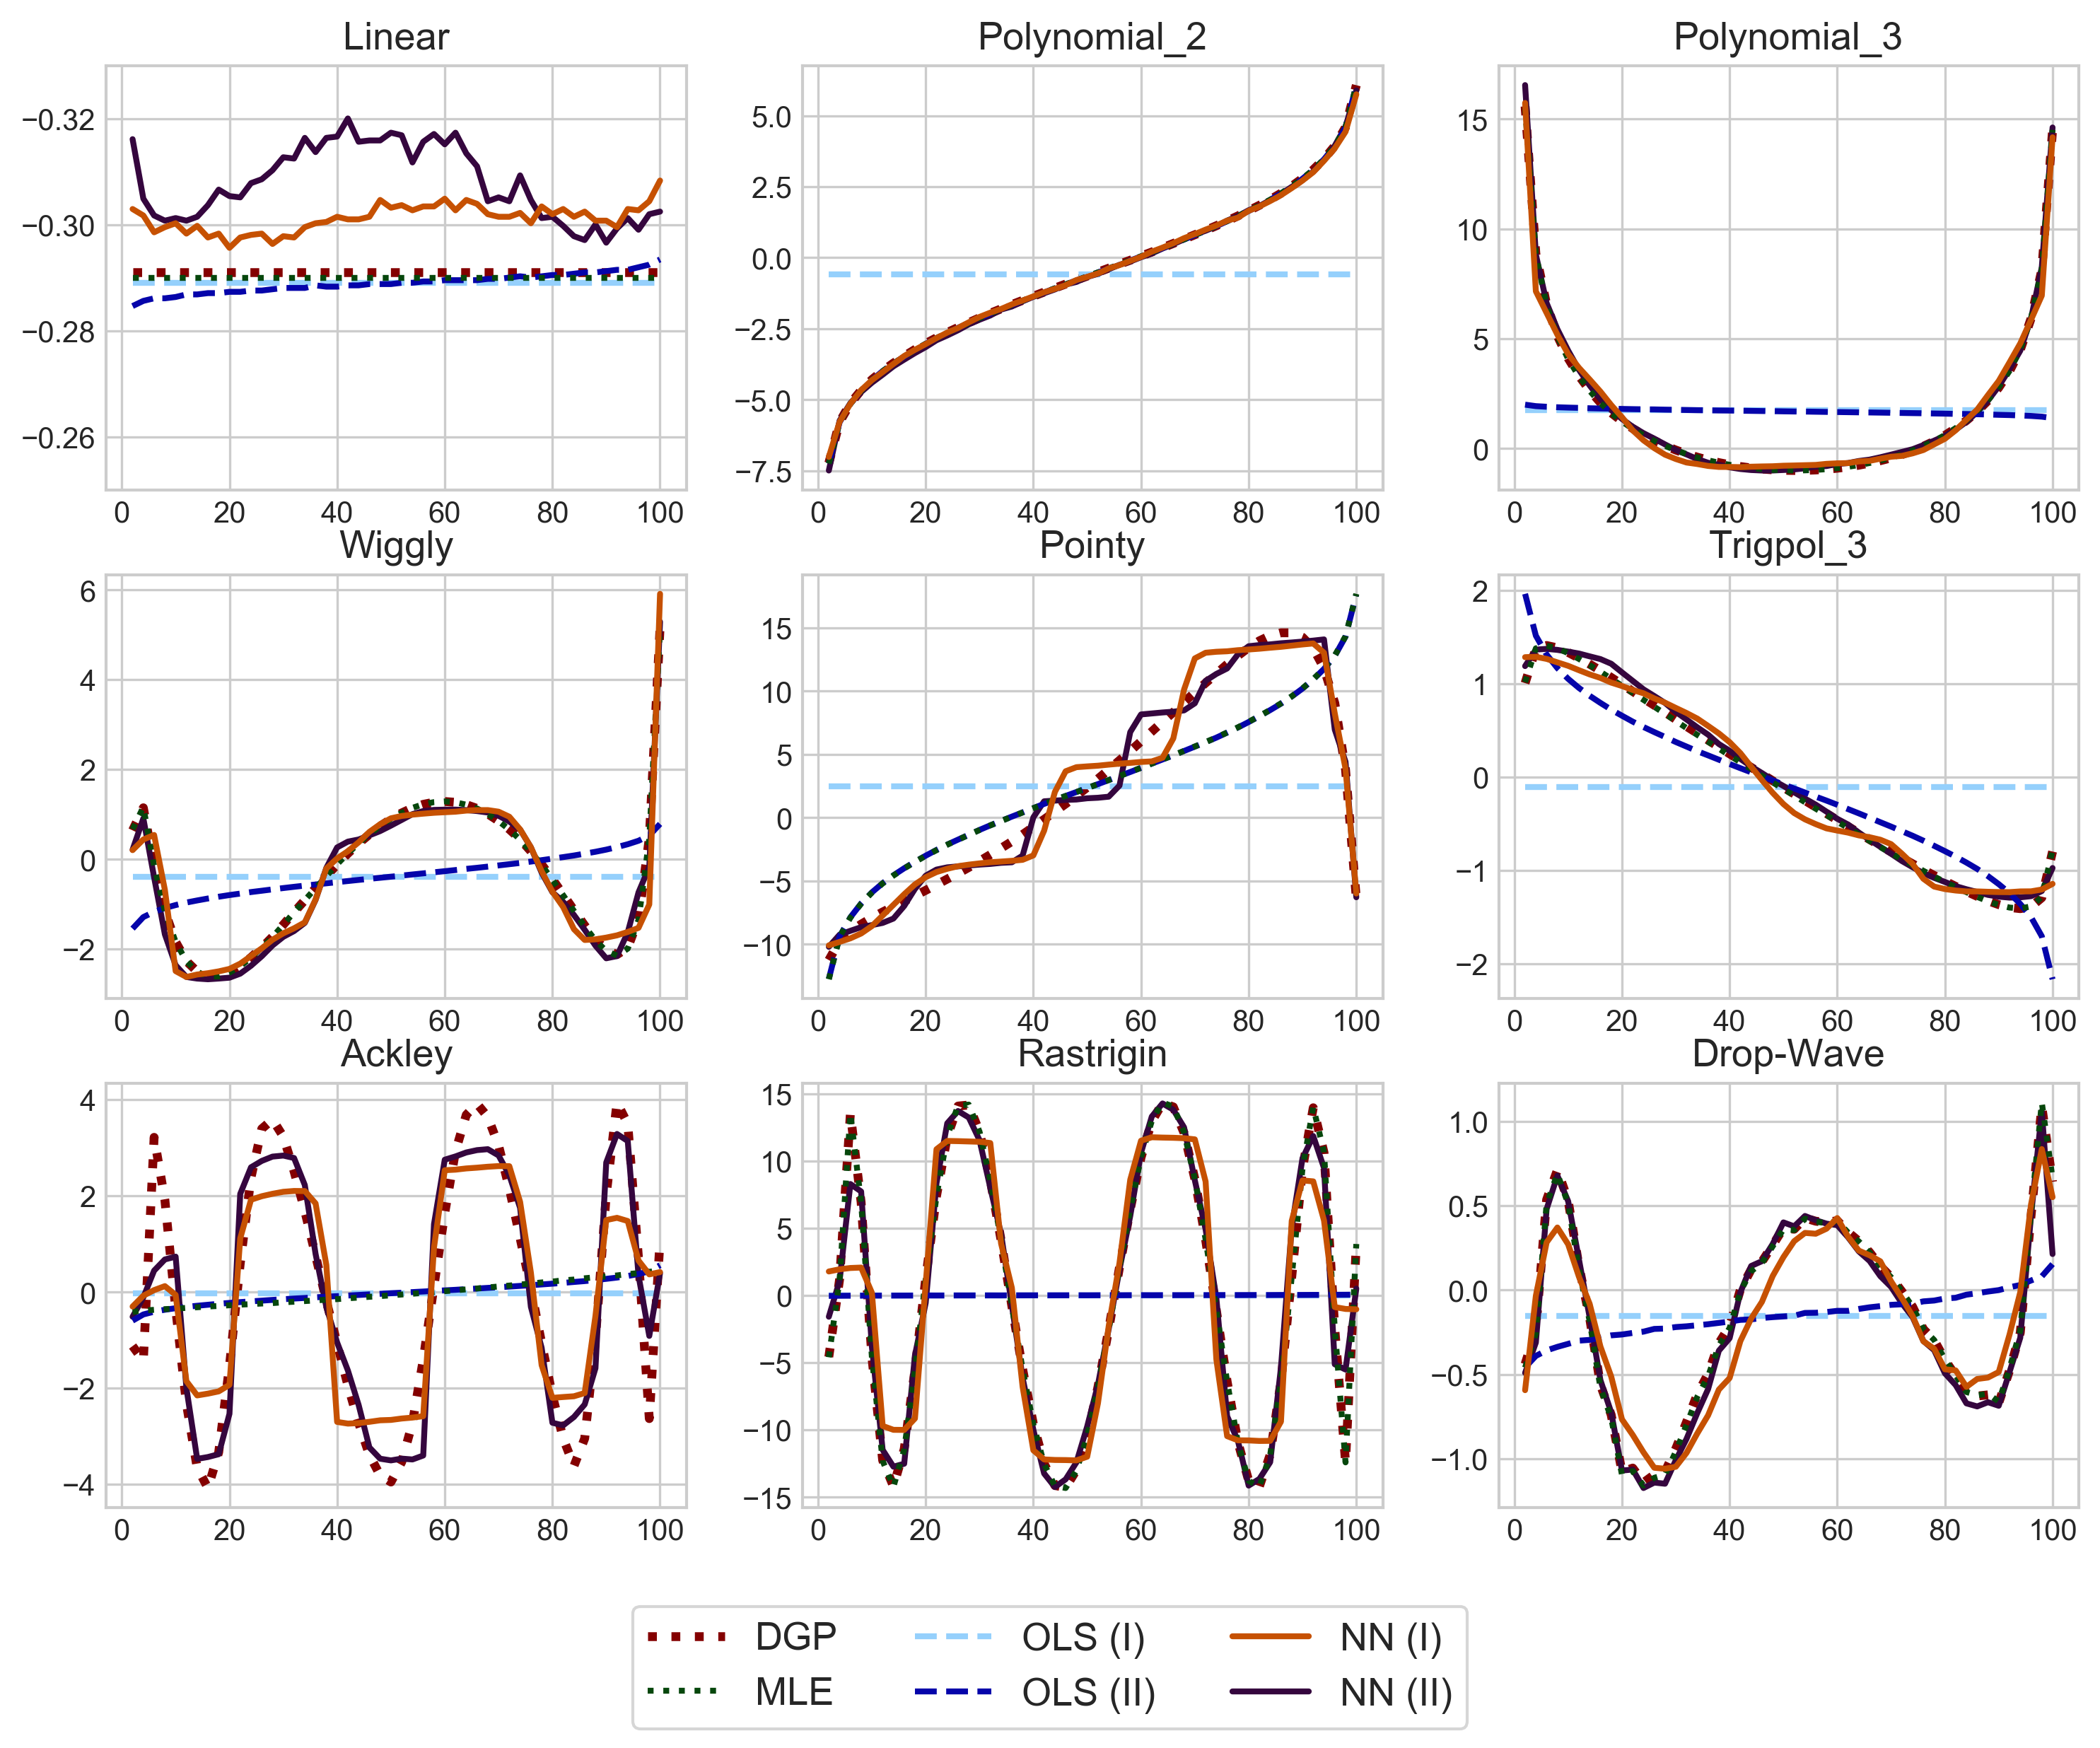 Linear
Polynomial_2
Polynomial_3
−0.32
−0.30
−0.28
−0.26
0 20 40 60 80 100
5.0
2.5
0.0
−2.5
−5.0
−7.5
0 20 40 60 80 100
15
10
5
0
0 20 40 60 80 100
Wiggly
Pointy
Trigpol_3
6
4
2
0
−2
0 20 40 60 80 100
15
10
5
0
−5
−10
0 20 40 60 80 100
2
1
0
−1
−2
0 20 40 60 80 100
Ackley
Rastrigin
Drop-Wave
4
2
0
−2
−4
0 20 40 60 80 100
15
10
5
0
−5
−10
−15
0 20 40 60 80 100
1.0
0.5
0.0
−0.5
−1.0
0 20 40 60 80 100
DGP
OLS (I)
NN (I)
MLE
OLS (II)
NN (II)